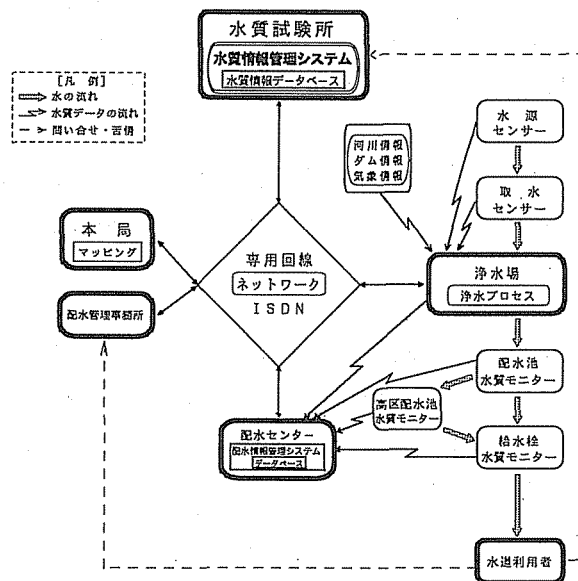 水質試験所
水質情報管理システム
水質情報データベース
[凡 例]
水の流れ
水質データの流れ
問い合せ・苦情
水 源
センサー
河川情報
ダム情報
気象情報
取 水
センサー
本 局
マッピング
専用回線
ネットワーク
ISDN
浄水場
浄水プロセス
配水管理事務所
配水池
水質モニター
高区配水池
水質モニター
配水センター
配水情報管理システム
データベース
給水栓
水質モニター
水道利用者